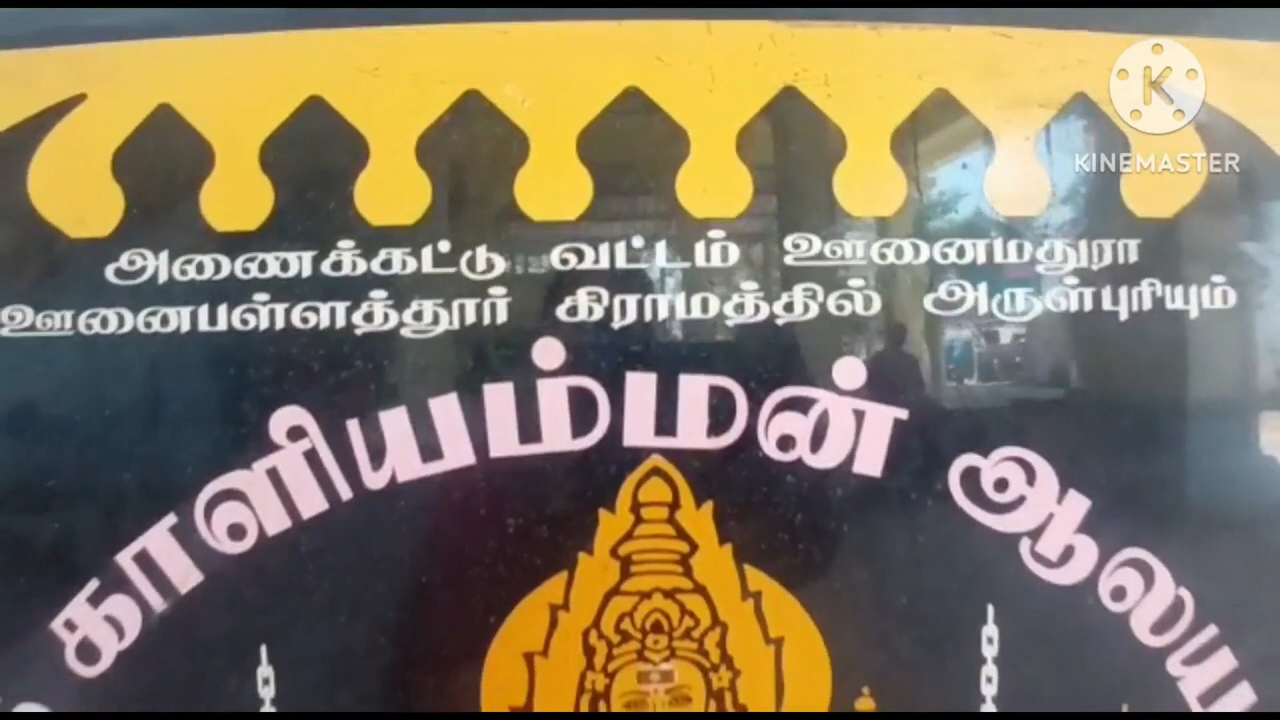 K
KINEMASTER
அணைக்கட்டு வட்டம் ஊனைமதுரா
ஊனைபள்ளத்தூர் கிராமத்தில் அருள்புரியும்
காளியம்மன் ஆலய